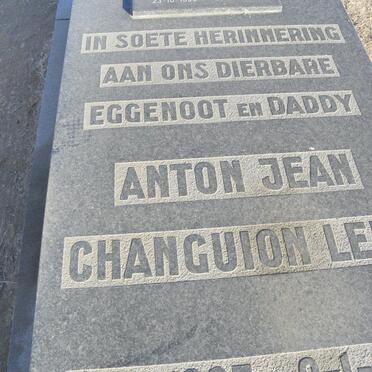 IN SOETE HERINNERING
AAN ONS DIERBARE
EGGENOOT EN DADDY
ANTON JEAN
CHANGUION